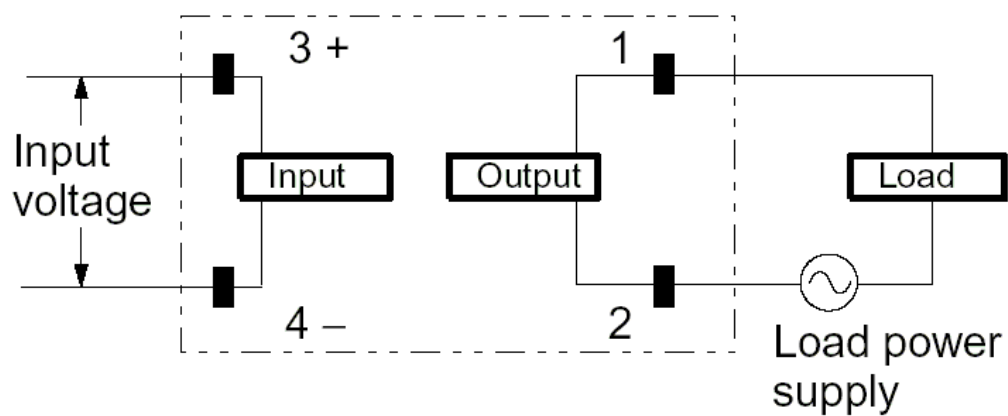 3 +
1
Input
voltage
Input
Output
Load
4 –
2
Load power
supply